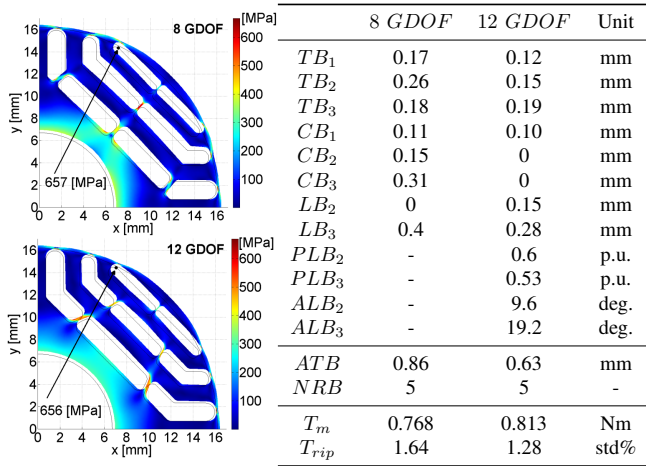 [MPa]
8 GDOF
16
14
12
10
8
6
4
2
0
y [mm]
657 [MPa]
0 2 4 6 8 10 12 14 16
x [mm]
600
500
400
300
200
100
[MPa]
12 GDOF
16
14
12
10
8
6
4
2
0
y [mm]
656 [MPa]
0 2 4 6 8 10 12 14 16
x [mm]
600
500
400
300
200
100
8 GDOF 12 GDOF Unit
TB1 0.17 0.12 mm
TB2 0.26 0.15 mm
TB3 0.18 0.19 mm
CB1 0.11 0.10 mm
CB2 0.15 0 mm
CB3 0.31 0 mm
LB2 0 0.15 mm
LB3 0.4 0.28 mm
PLB2 - 0.6 p.u.
PLB3 - 0.53 p.u.
ALB2 - 9.6 deg.
ALB3 - 19.2 deg.
ATB 0.86 0.63 mm
NRB 5 5 -
Tm 0.768 0.813 Nm
Trip 1.64 1.28 std%